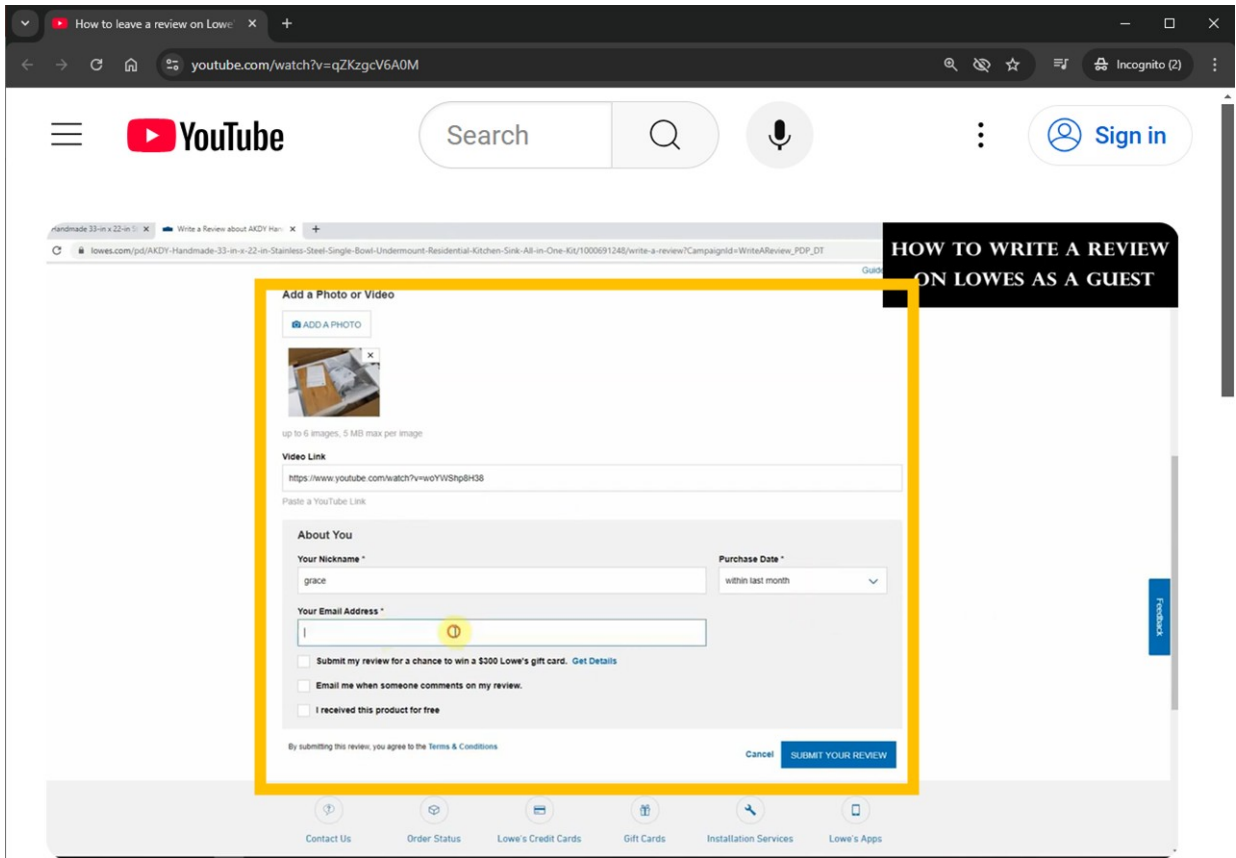 How to leave a review on Lowe'
youtube.com/watch?v=qZKzgcV6A0M
Incognito (2)
YouTube
Search
Sign in
Handmade 33-in x 22-in S
Write a Review about AKDY Han
lowes.com/pd/AKDY-Handmade-33-in-x-22-in-Stainless-Steel-Single-Bowl-Undermount-Residential-Kitchen-Sink-All-in-One-Kit/1000691248/write-a-review?CampaignId=WriteAReview_PDP_DT
HOW TO WRITE A REVIEW
ON LOWES AS A GUEST
Guide
Add a Photo or Video
ADD A PHOTO
up to 6 images, 5 MB max per image
Video Link
https://www.youtube.com/watch?v=woYWShp8H38
Paste a YouTube Link
About You
Your Nickname *
Purchase Date *
grace
within last month
Your Email Address *
Submit my review for a chance to win a $300 Lowe's gift card. Get Details
Email me when someone comments on my review.
I received this product for free
Feedback
By submitting this review, you agree to the Terms & Conditions
Cancel
SUBMIT YOUR REVIEW
Contact Us
Order Status
Lowe's Credit Cards
Gift Cards
Installation Services
Lowe's Apps